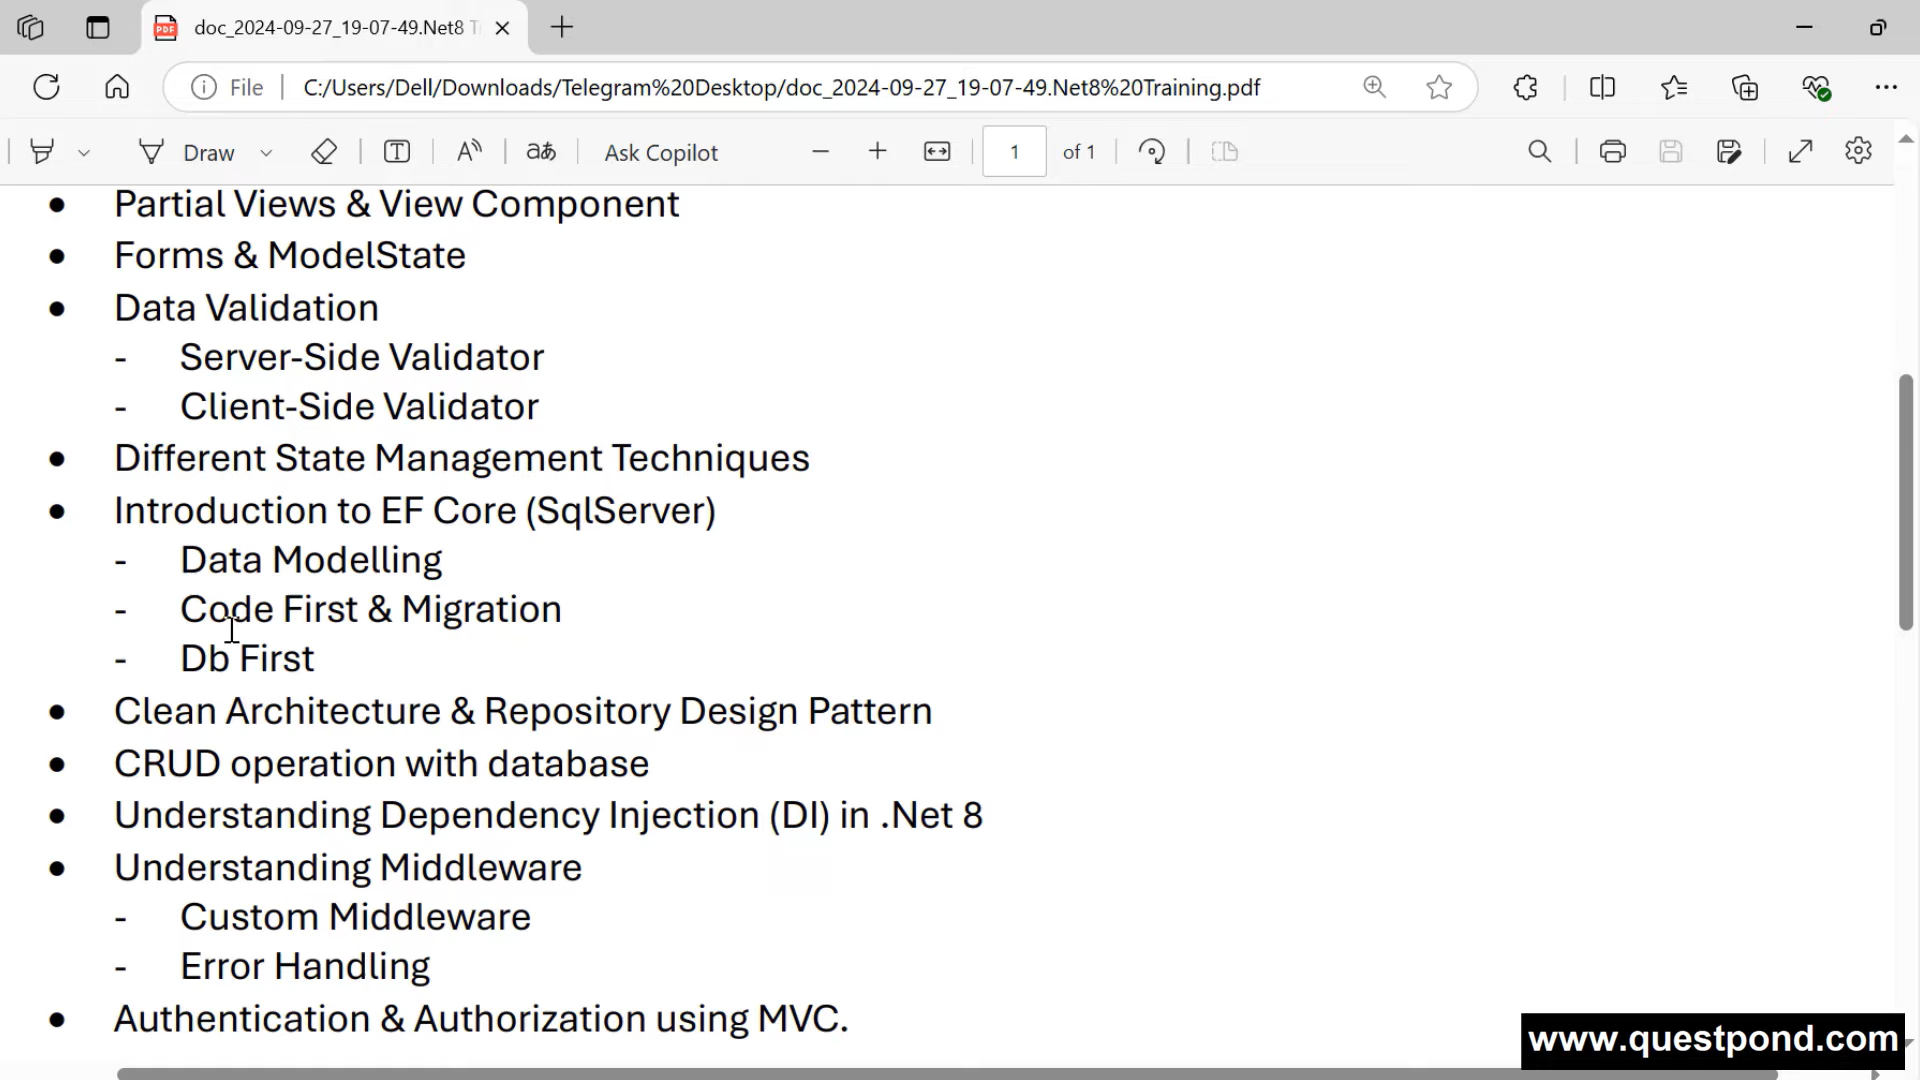 doc_2024-09-27_19-07-49.Net8 T
File
C:/Users/Dell/Downloads/Telegram%20Desktop/doc_2024-09-27_19-07-49.Net8%20Training.pdf
Draw
Ask Copilot
1 of 1
• Partial Views & View Component
• Forms & ModelState
• Data Validation
- Server-Side Validator
- Client-Side Validator
• Different State Management Techniques
• Introduction to EF Core (SqlServer)
- Data Modelling
- Code First & Migration
- Db First
• Clean Architecture & Repository Design Pattern
• CRUD operation with database
• Understanding Dependency Injection (DI) in .Net 8
• Understanding Middleware
- Custom Middleware
- Error Handling
• Authentication & Authorization using MVC.
www.questpond.com